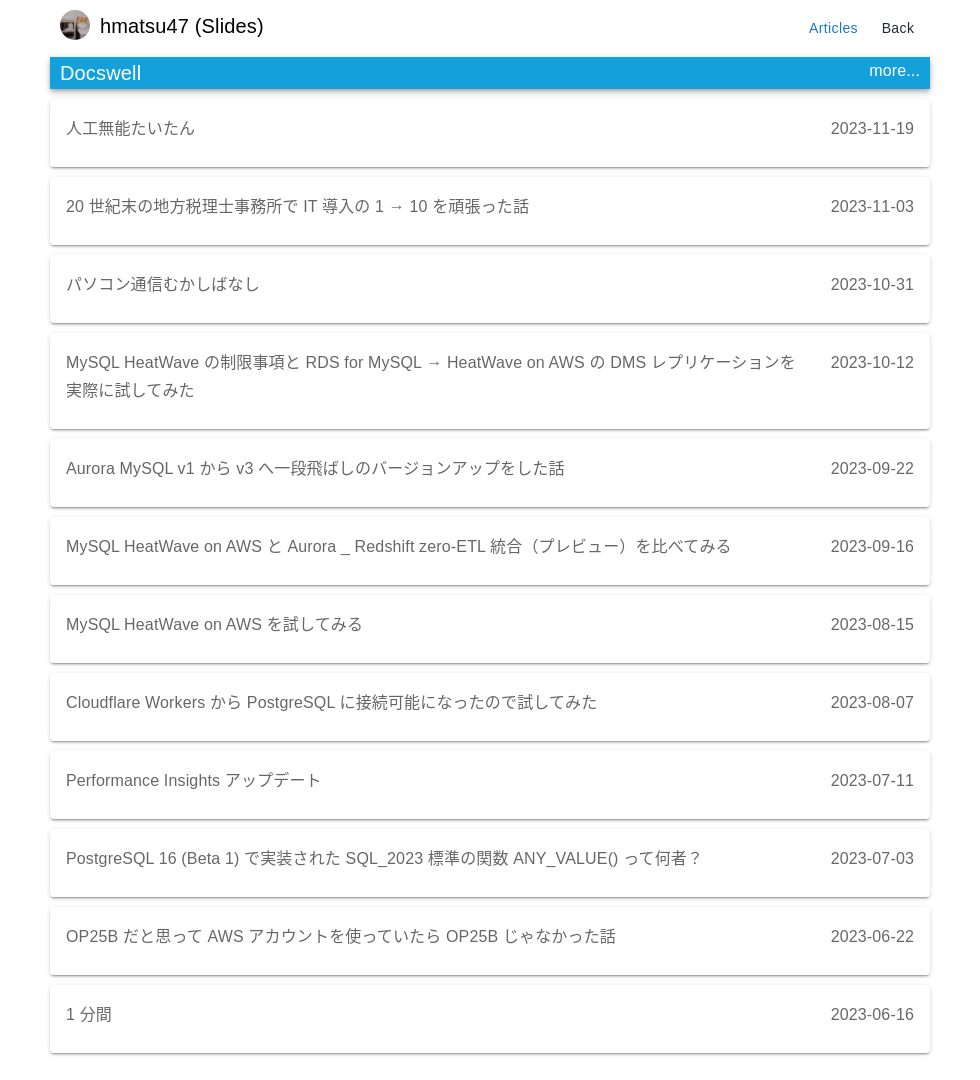 hmatsu47 (Slides)
Articles
Back
Docswell
more...
人工無能たいたん
2023-11-19
20 世紀末の地方税理士事務所で IT 導入の 1 → 10 を頑張った話
2023-11-03
パソコン通信むかしばなし
2023-10-31
MySQL HeatWave の制限事項と RDS for MySQL → HeatWave on AWS の DMS レプリケーションを
実際に試してみた
2023-10-12
Aurora MySQL v1 から v3 へ一段飛ばしのバージョンアップをした話
2023-09-22
MySQL HeatWave on AWS と Aurora _ Redshift zero-ETL 統合（プレビュー）を比べてみる
2023-09-16
MySQL HeatWave on AWS を試してみる
2023-08-15
Cloudflare Workers から PostgreSQL に接続可能になったので試してみた
2023-08-07
Performance Insights アップデート
2023-07-11
PostgreSQL 16 (Beta 1) で実装された SQL_2023 標準の関数 ANY_VALUE() って何者？
2023-07-03
OP25B だと思って AWS アカウントを使っていたら OP25B じゃなかった話
2023-06-22
1 分間
2023-06-16